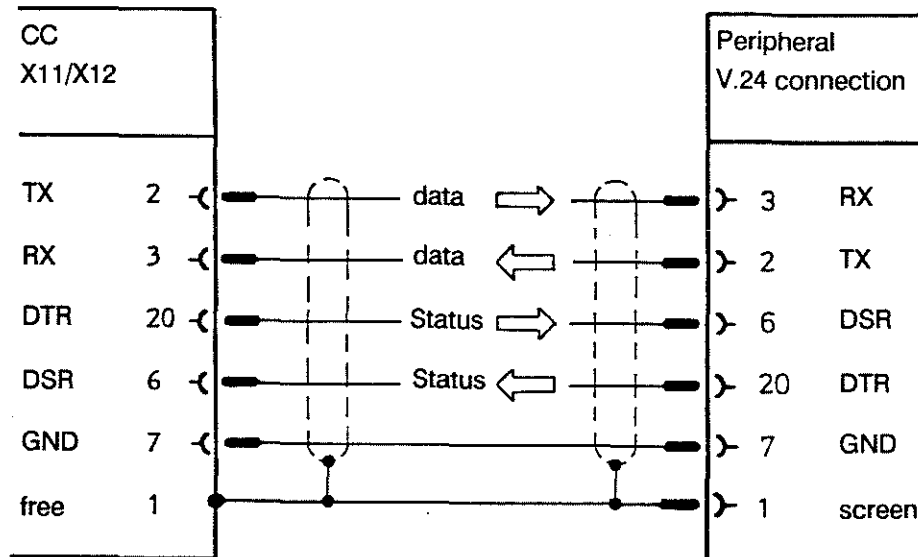 CC
X11/X12
Peripheral
V.24 connection
TX 2 data 3 RX
RX 3 data 2 TX
DTR 20 Status 6 DSR
DSR 6 Status 20 DTR
GND 7 7 GND
free 1 1 screen